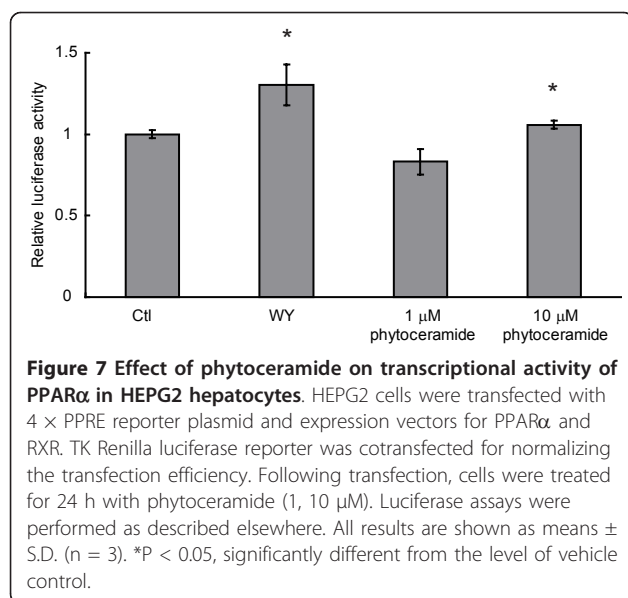 1.5
*
*
1
0.5
0
Relative luciferase activity
Ctl
WY
1 μM
phytoceramide
10 μM
phytoceramide
Figure 7 Effect of phytoceramide on transcriptional activity of
PPARα in HEPG2 hepatocytes. HEPG2 cells were transfected with
4 × PPRE reporter plasmid and expression vectors for PPARα and
RXR. TK Renilla luciferase reporter was cotransfected for normalizing
the transfection efficiency. Following transfection, cells were treated
for 24 h with phytoceramide (1, 10 μM). Luciferase assays were
performed as described elsewhere. All results are shown as means ±
S.D. (n = 3). *P < 0.05, significantly different from the level of vehicle
control.